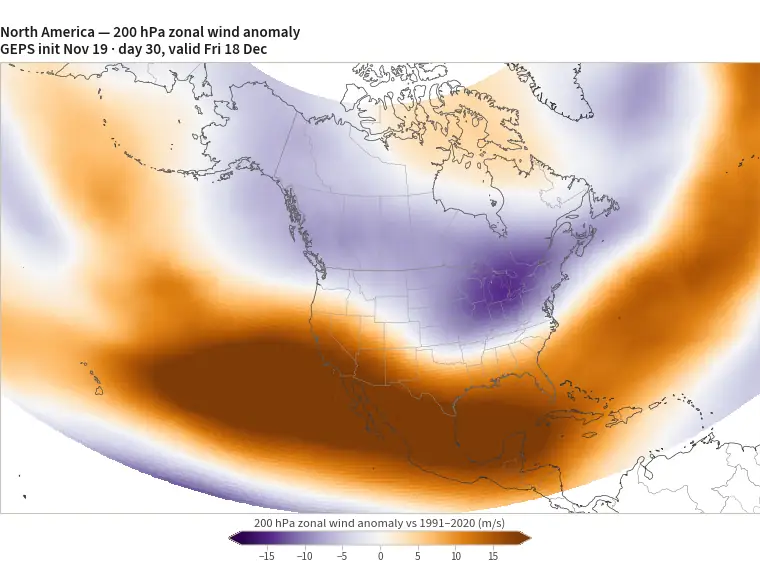 North America — 200 hPa zonal wind anomaly
GEPS init Nov 19 · day 30, valid Fri 18 Dec
200 hPa zonal wind anomaly vs 1991–2020 (m/s)
−15 −10 −5 0 5 10 15